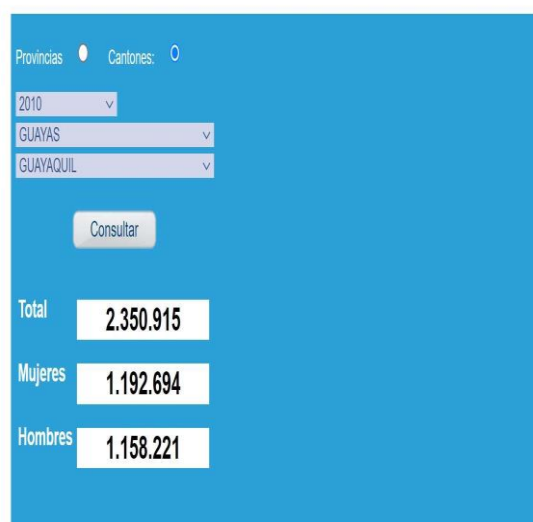 Provincias Cantones:
2010
GUAYAS
GUAYAQUIL
Consultar
Total 2.350.915
Mujeres 1.192.694
Hombres 1.158.221